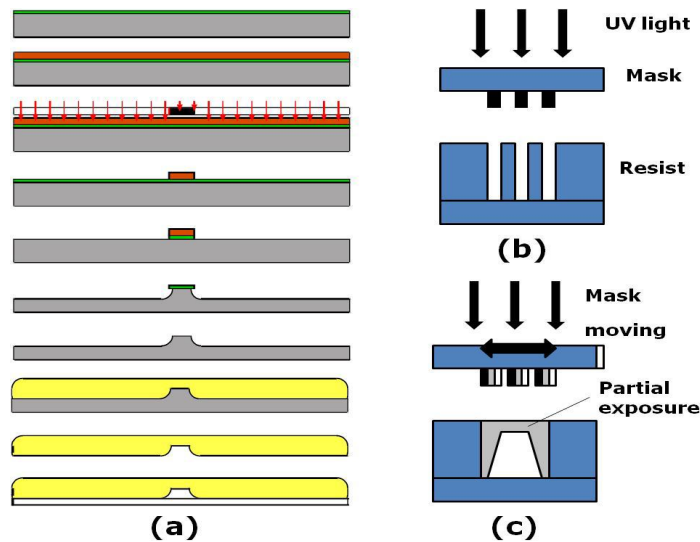 UV light
Mask
Resist
(b)
Mask
moving
Partial
exposure
(a)
(c)